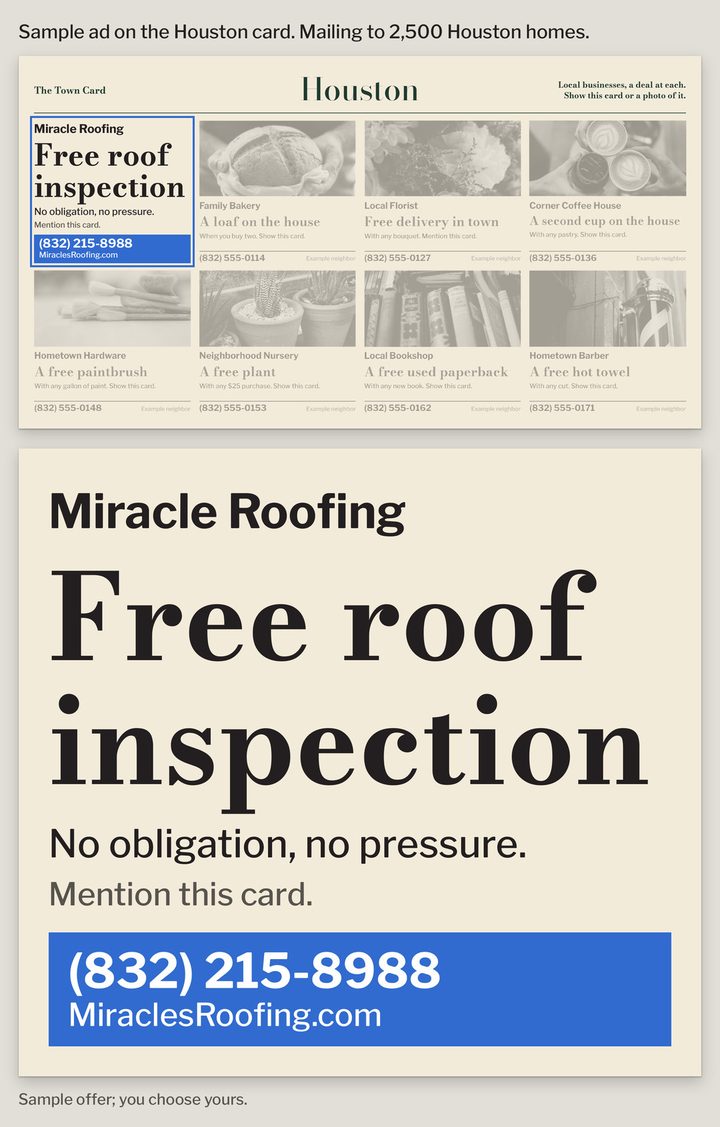 Sample ad on the Houston card. Mailing to 2,500 Houston homes.
The Town Card
Houston
Local businesses, a deal at each.
Show this card or a photo of it.
Miracle Roofing
Free roof
inspection
No obligation, no pressure.
Mention this card.
(832) 215-8988
MiraclesRoofing.com
Family Bakery
A loaf on the house
When you buy two. Show this card.
(832) 555-0114
Example neighbor
Local Florist
Free delivery in town
With any bouquet. Mention this card.
(832) 555-0127
Corner Coffee House
A second cup on the house
With any pastry. Show this card.
(832) 555-0136
Example neighbor
Hometown Hardware
A free paintbrush
With any gallon of paint. Show this card.
(832) 555-0148
Example neighbor
Neighborhood Nursery
A free plant
With any $25 purchase. Show this card.
(832) 555-0153
Example neighbor
Local Bookshop
A free used paperback
With any new book. Show this card.
(832) 555-0162
Example neighbor
Hometown Barber
A free hot towel
With any cut. Show this card.
(832) 555-0171
Example neighbor
Miracle Roofing
Free roof
inspection
No obligation, no pressure.
Mention this card.
(832) 215-8988
MiraclesRoofing.com
Sample offer; you choose yours.